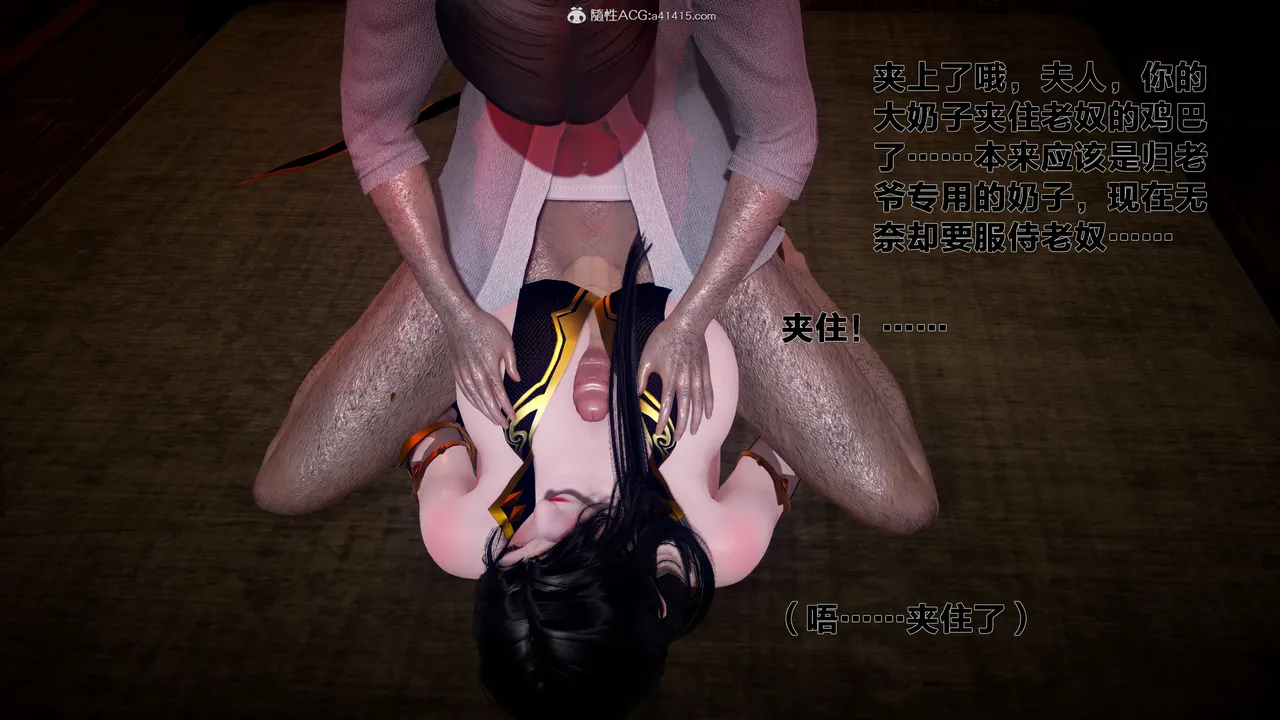 隨性ACG:a41415.com
夹上了哦，夫人，你的
大奶子夹住老奴的鸡巴
了······本来应该是归老
爷专用的奶子，现在无
奈却要服侍老奴······
夹住！······
（唔······夹住了）